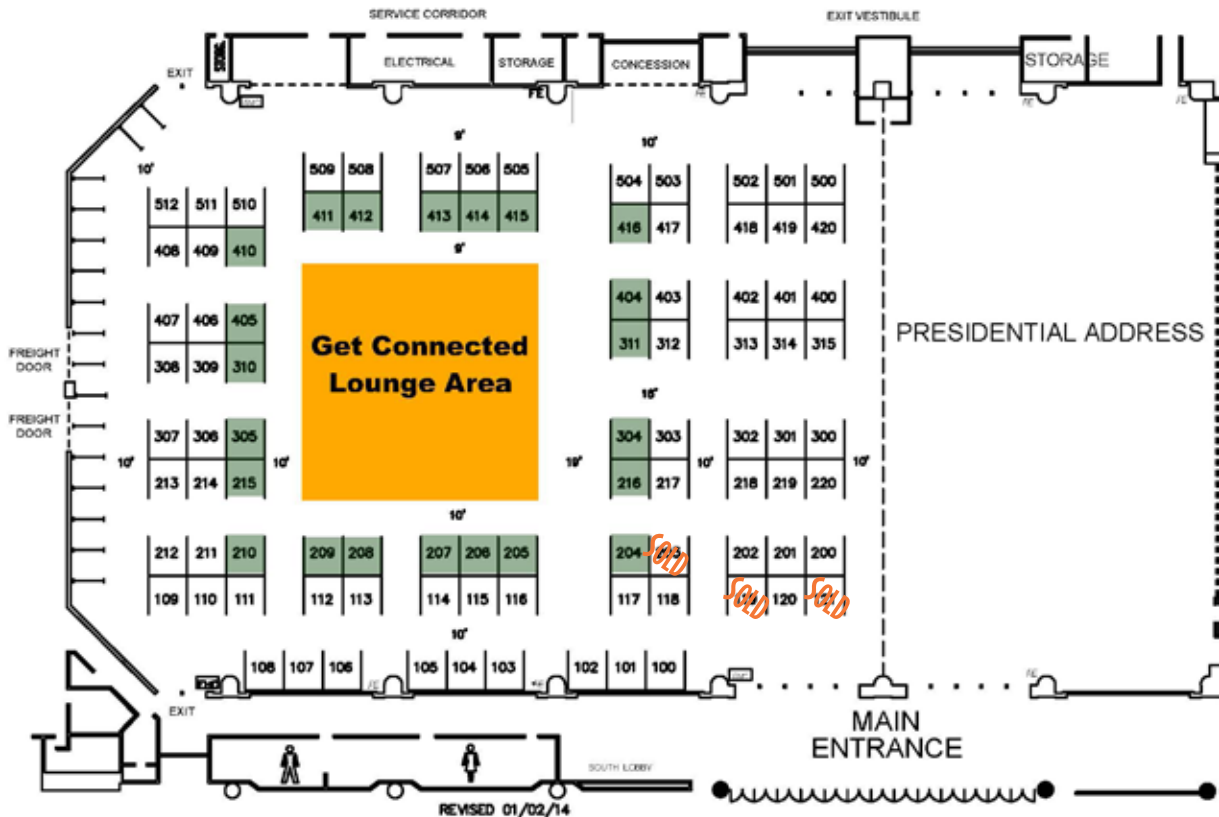 SERVICE CORRIDOR
EXIT VESTIBULE
ELECTRICAL
STORAGE
CONCESSION
STORAGE
EXIT
FE
FE
FE
FE
9'
10'
10'
509 508
507 506 505
504 503
502 501 500
512 511 510
411 412
413 414 415
416 417
418 419 420
408 409 410
9'
404 403
402 401 400
407 406 405
311 312
313 314 315
308 309 310
Get Connected
Lounge Area
PRESIDENTIAL ADDRESS
FREIGHT
DOOR
FREIGHT
DOOR
307 306 305
304 303
302 301 300
10'
10'
19'
10'
10'
213 214 215
216 217
218 219 220
10'
212 211 210
209 208
207 206 205
204
SOLD
202 201 200
109 110 111
112 113
114 115 116
117 118
SOLD
120
SOLD
10'
108 107 106
105 104 103
102 101 100
FE
FE
FE
EXIT
MAIN
ENTRANCE
SOUTH LOBBY
REVISED 01/02/14